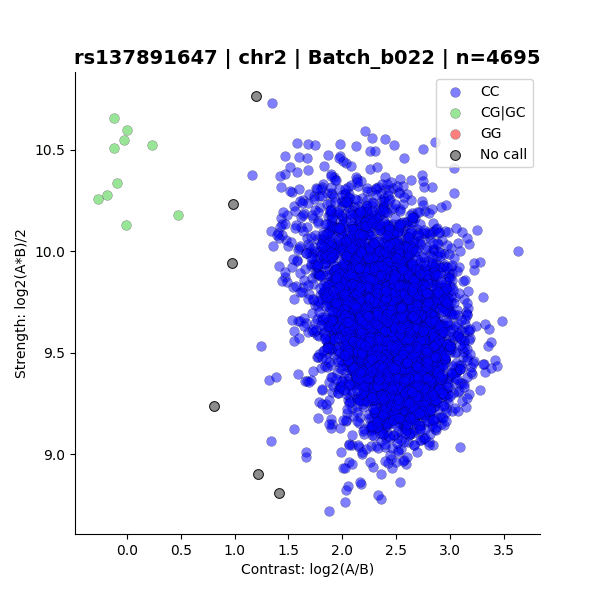 rs137891647 | chr2 | Batch_b022 | n=4695
CC
CG|GC
GG
No call
10.5
10.0
9.5
9.0
Strength: log2(A*B)/2
0.0 0.5 1.0 1.5 2.0 2.5 3.0 3.5
Contrast: log2(A/B)